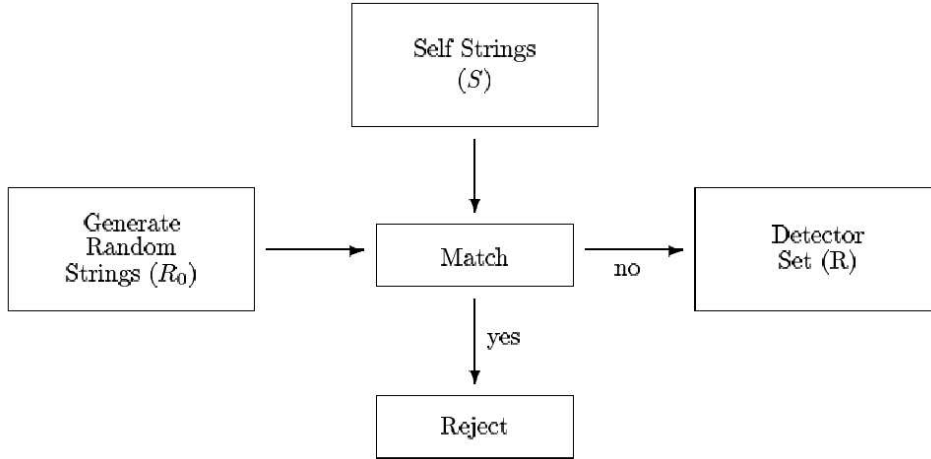 Self Strings
(S)
Generate
Random
Strings (R₀)
Match
no
Detector
Set (R)
yes
Reject